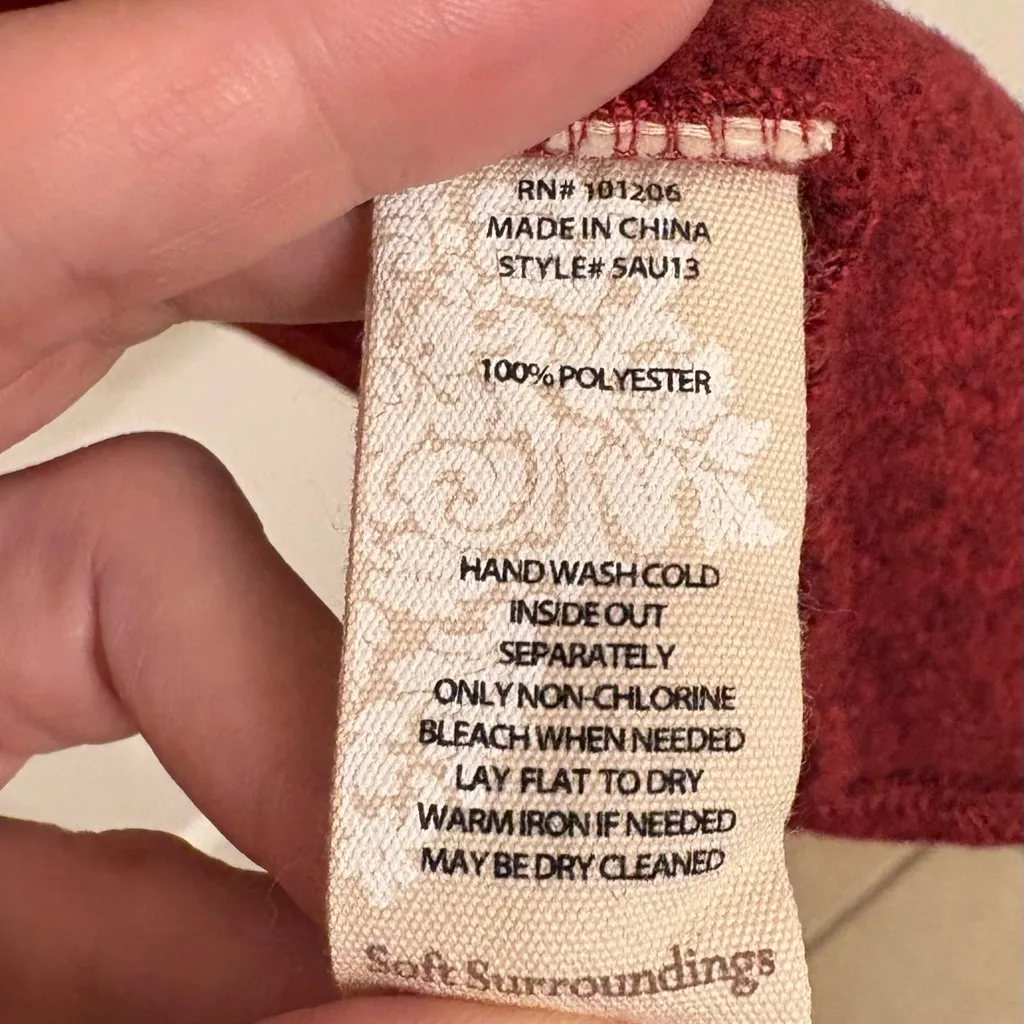 RN# 101206
MADE IN CHINA
STYLE# 5AU13
100% POLYESTER
HAND WASH COLD
INSIDE OUT
SEPARATELY
ONLY NON-CHLORINE
BLEACH WHEN NEEDED
LAY FLAT TO DRY
WARM IRON IF NEEDED
MAY BE DRY CLEANED
Soft Surroundings